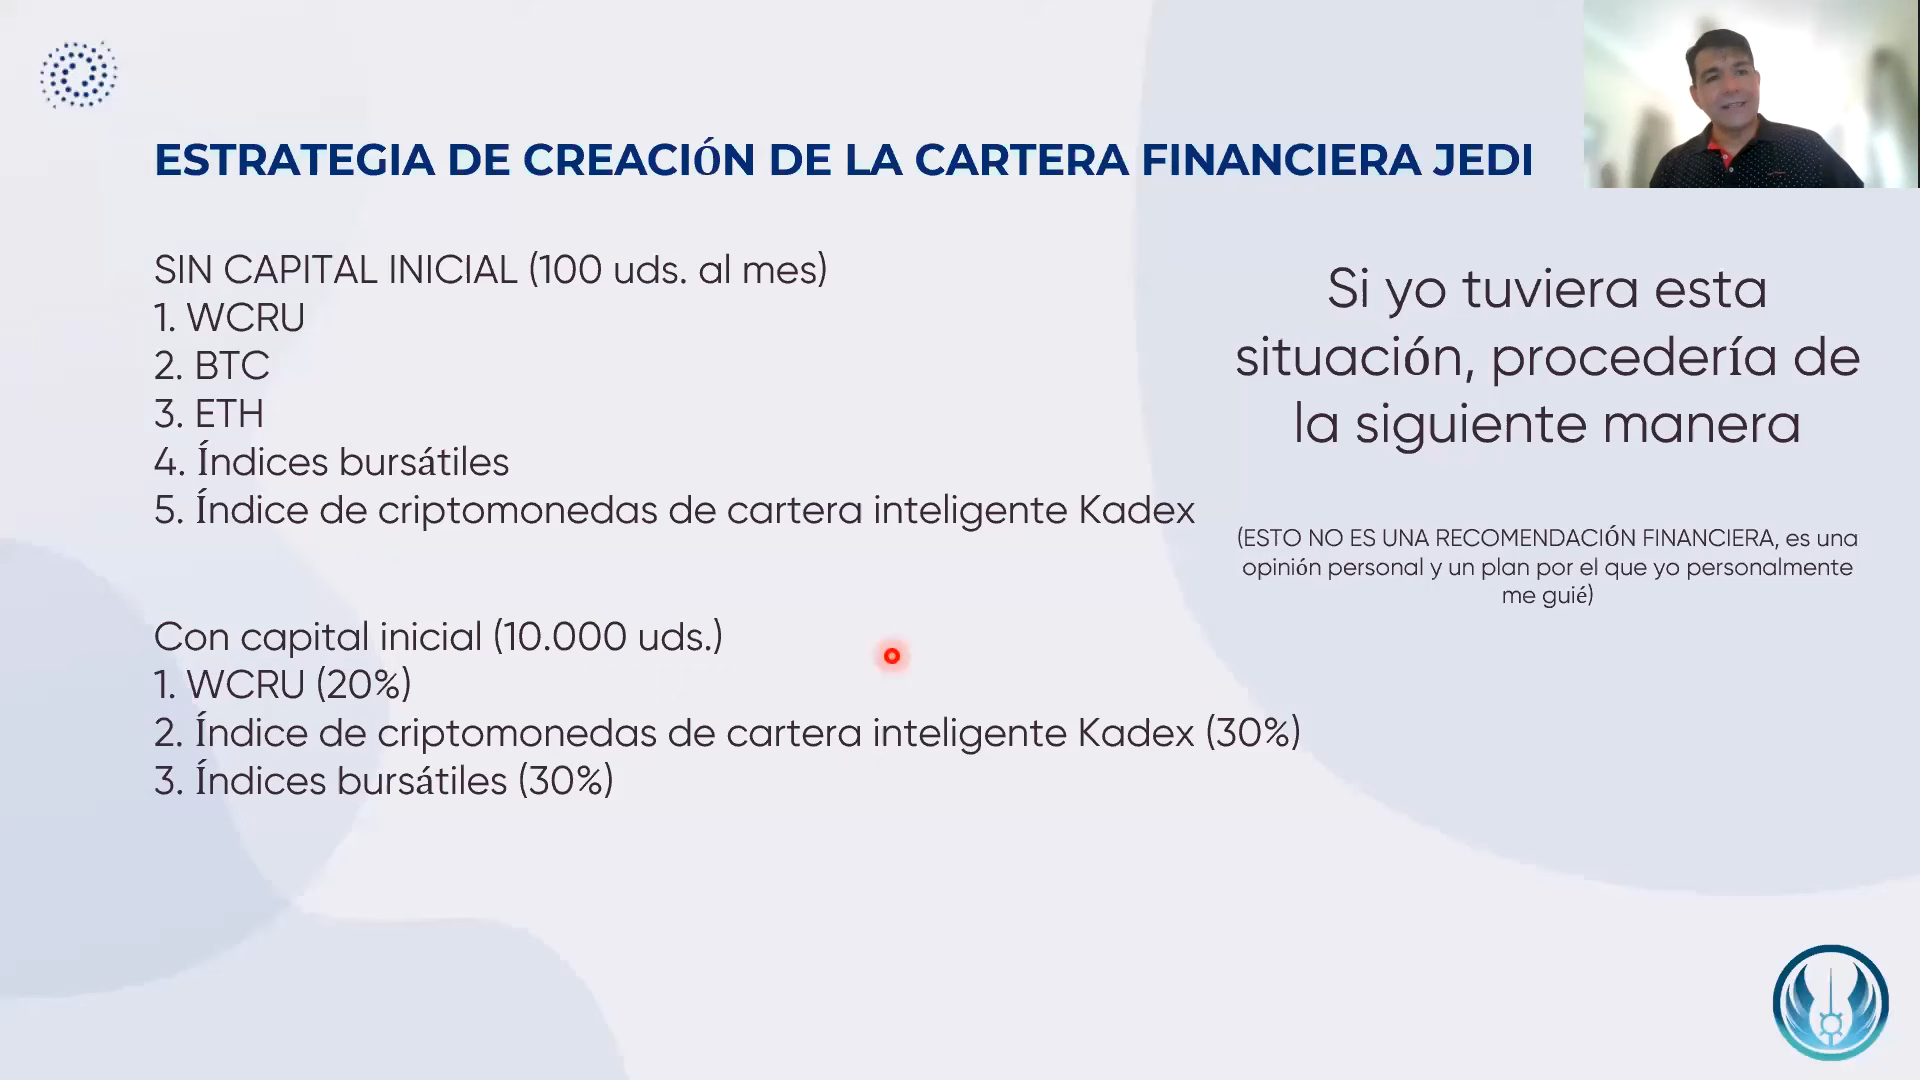 ESTRATEGIA DE CREACIÓN DE LA CARTERA FINANCIERA JEDI
SIN CAPITAL INICIAL (100 uds. al mes)
1. WCRU
2. BTC
3. ETH
4. Índices bursátiles
5. Índice de criptomonedas de cartera inteligente Kadex
Con capital inicial (10.000 uds.)
1. WCRU (20%)
2. Índice de criptomonedas de cartera inteligente Kadex (30%)
3. Índices bursátiles (30%)
Si yo tuviera esta
situación, procedería de
la siguiente manera
(ESTO NO ES UNA RECOMENDACIÓN FINANCIERA, es una
opinión personal y un plan por el que yo personalmente
me guié)